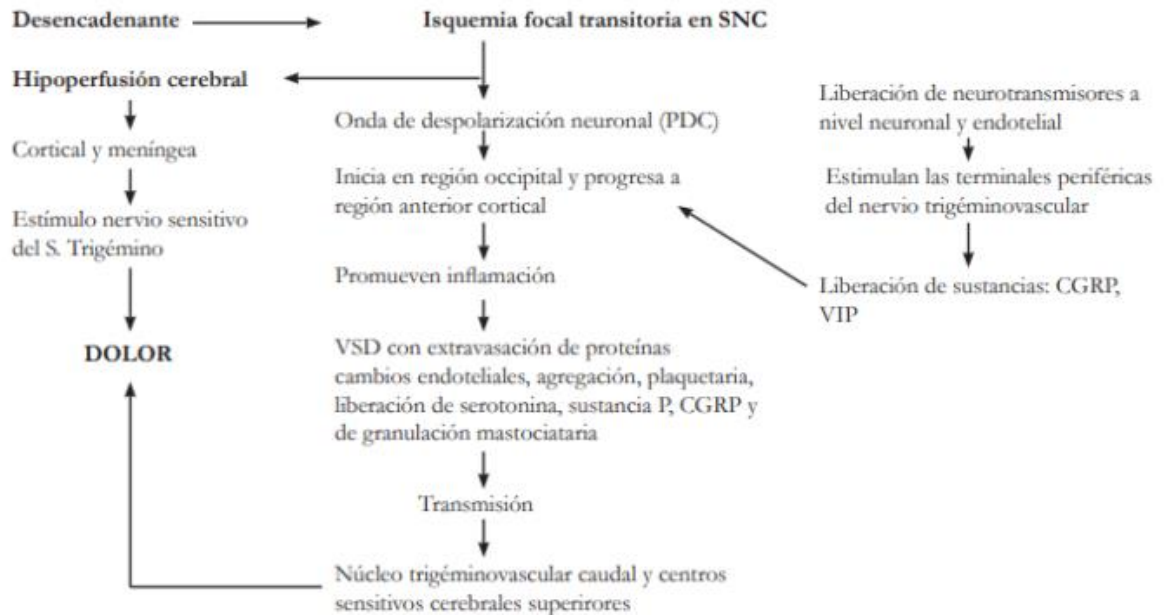 Desencadenante
Isquemia focal transitoria en SNC
Hipoperfusión cerebral
Cortical y meníngea
Estímulo nervio sensitivo
del S. Trigémino
DOLOR
Onda de despolarización neuronal (PDC)
Inicia en región occipital y progresa a
región anterior cortical
Promueven inflamación
VSD con extravasación de proteínas
cambios endoteliales, agregación, plaquetaria,
liberación de serotonina, sustancia P, CGRP y
de granulación mastociataria
Transmisión
Núcleo trigéminovascular caudal y centros
sensitivos cerebrales superirores
Liberación de neurotransmisores a
nivel neuronal y endotelial
Estimulan las terminales periféricas
del nervio trigéminovascular
Liberación de sustancias: CGRP,
VIP